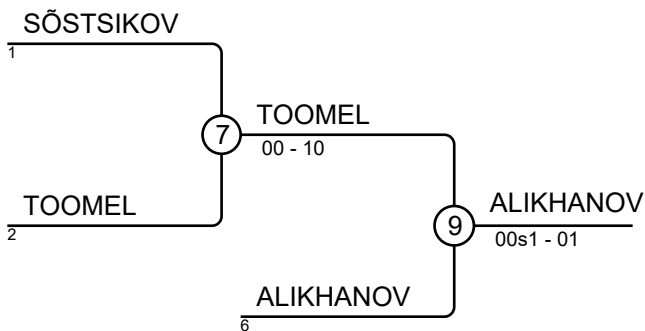 SÕSTSIKOV
1
7
TOOMEL
00 - 10
TOOMEL
2
9
ALIKHANOV
00s1 - 01
ALIKHANOV
6